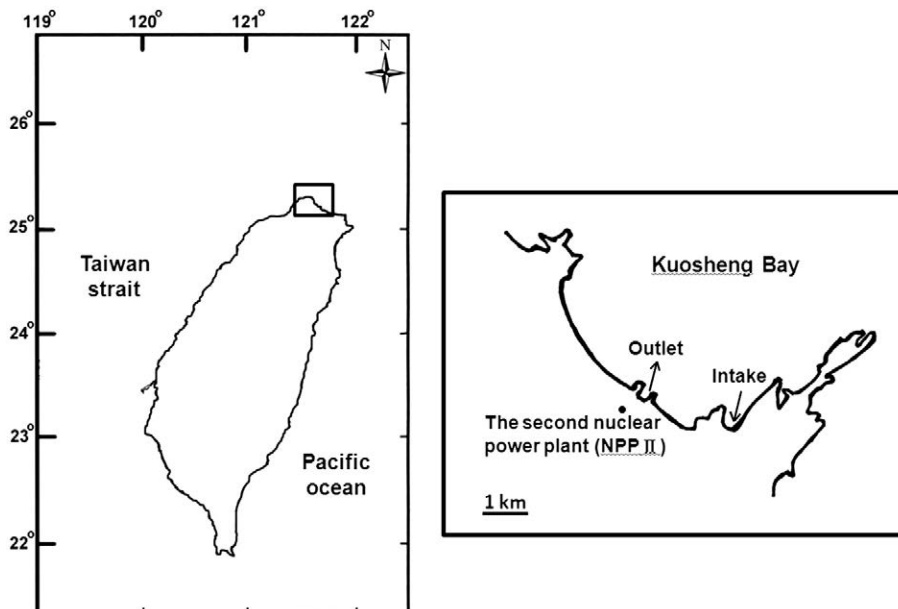 119°
120°
121°
122°
N
26°
25°
Taiwan
strait
24°
23°
Pacific
ocean
22°
Kuosheng Bay
Outlet
Intake
The second nuclear
power plant (NPP Ⅱ)
1 km